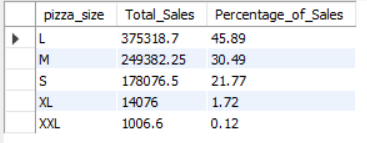 pizza_size Total_Sales Percentage_of_Sales
L 375318.7 45.89
M 249382.25 30.49
S 178076.5 21.77
XL 14076 1.72
XXL 1006.6 0.12